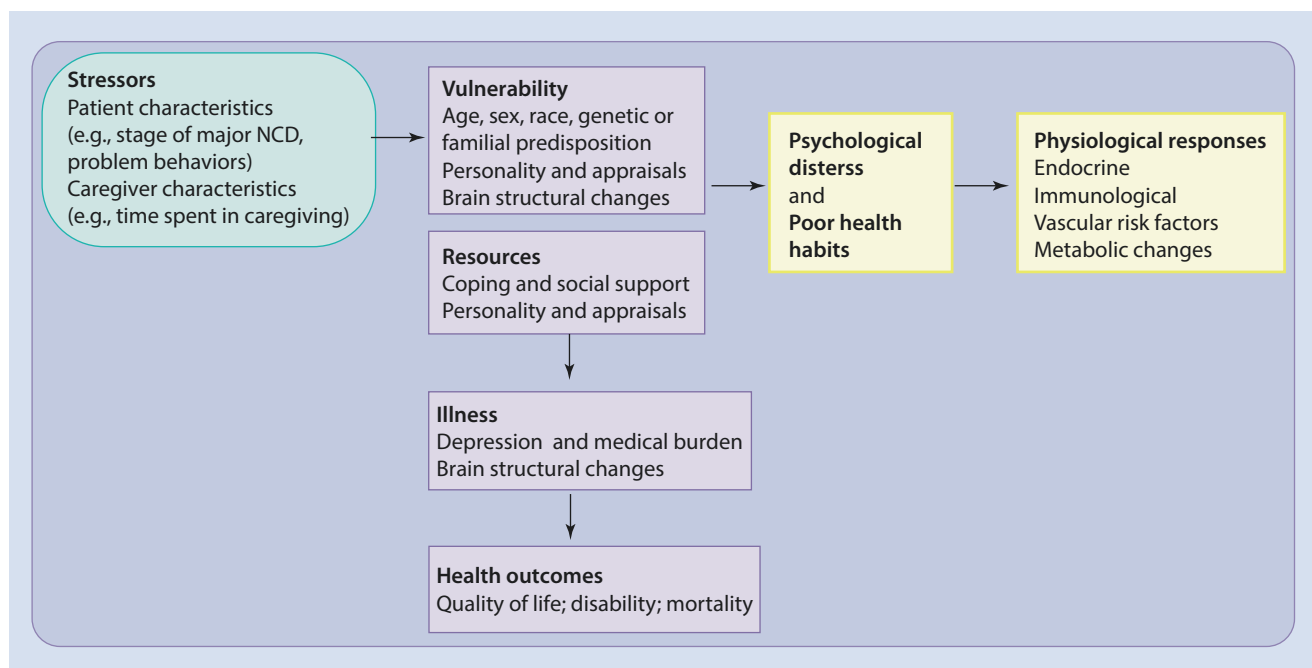 Stressors
Patient characteristics
(e.g., stage of major NCD,
problem behaviors)
Caregiver characteristics
(e.g., time spent in caregiving)
Vulnerability
Age, sex, race, genetic or
familial predisposition
Personality and appraisals
Brain structural changes
Psychological
disterss
and
Poor health
habits
Physiological responses
Endocrine
Immunological
Vascular risk factors
Metabolic changes
Resources
Coping and social support
Personality and appraisals
Illness
Depression and medical burden
Brain structural changes
Health outcomes
Quality of life; disability; mortality